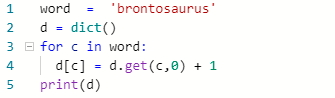 1 word  =  'brontosaurus'
2 d = dict()
3 for c in word:
4   d[c] = d.get(c,0) + 1
5 print(d)